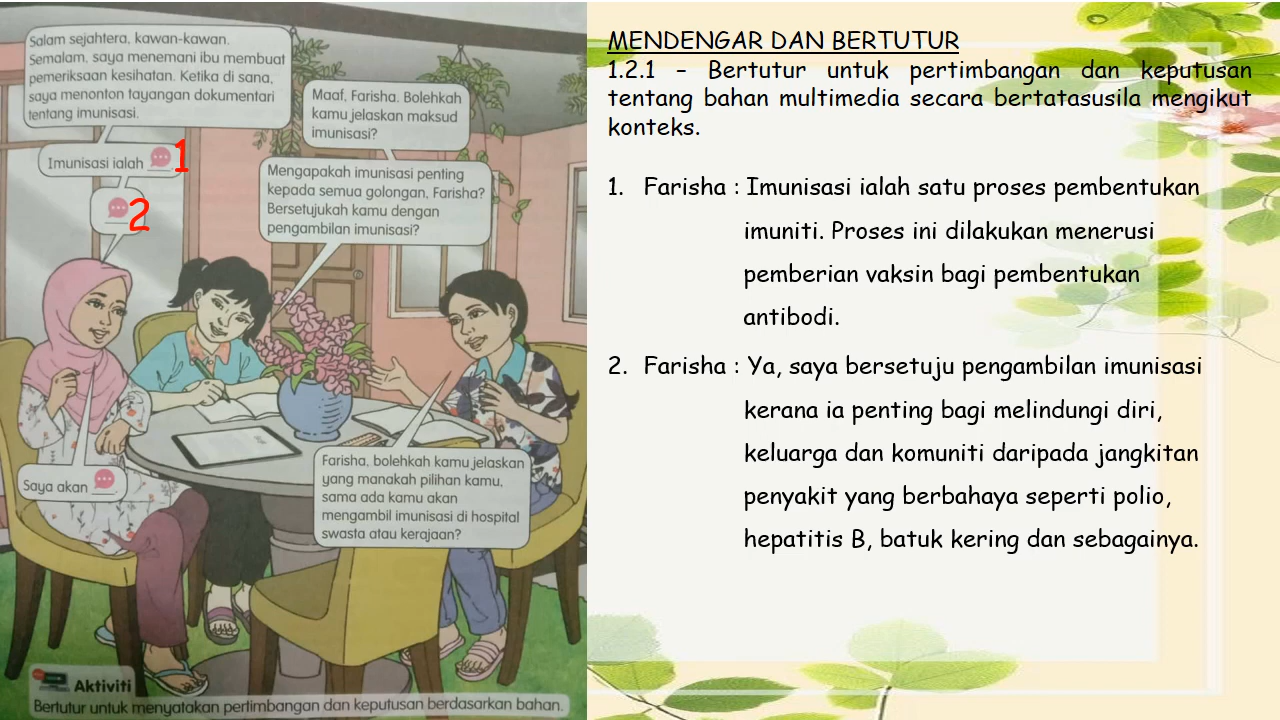 Salam sejahtera, kawan-kawan.
Semalam, saya menemani ibu membuat
pemeriksaan kesihatan. Ketika di sana,
saya menonton tayangan dokumentari
tentang imunisasi.
Maaf, Farisha. Bolehkah
kamu jelaskan maksud
imunisasi?
Imunisasi ialah 1
Mengapakah imunisasi penting
kepada semua golongan, Farisha?
Bersetujukah kamu dengan
pengambilan imunisasi?
2
Farisha, bolehkah kamu jelaskan
yang manakah pilihan kamu,
sama ada kamu akan
mengambil imunisasi di hospital
swasta atau kerajaan?
Saya akan
Aktiviti
Bertutur untuk menyatakan pertimbangan dan keputusan berdasarkan bahan.
MENDENGAR DAN BERTUTUR
1.2.1 – Bertutur untuk pertimbangan dan keputusan
tentang bahan multimedia secara bertatasusila mengikut
konteks.
1. Farisha : Imunisasi ialah satu proses pembentukan
imuniti. Proses ini dilakukan menerusi
pemberian vaksin bagi pembentukan
antibodi.
2. Farisha : Ya, saya bersetuju pengambilan imunisasi
kerana ia penting bagi melindungi diri,
keluarga dan komuniti daripada jangkitan
penyakit yang berbahaya seperti polio,
hepatitis B, batuk kering dan sebagainya.